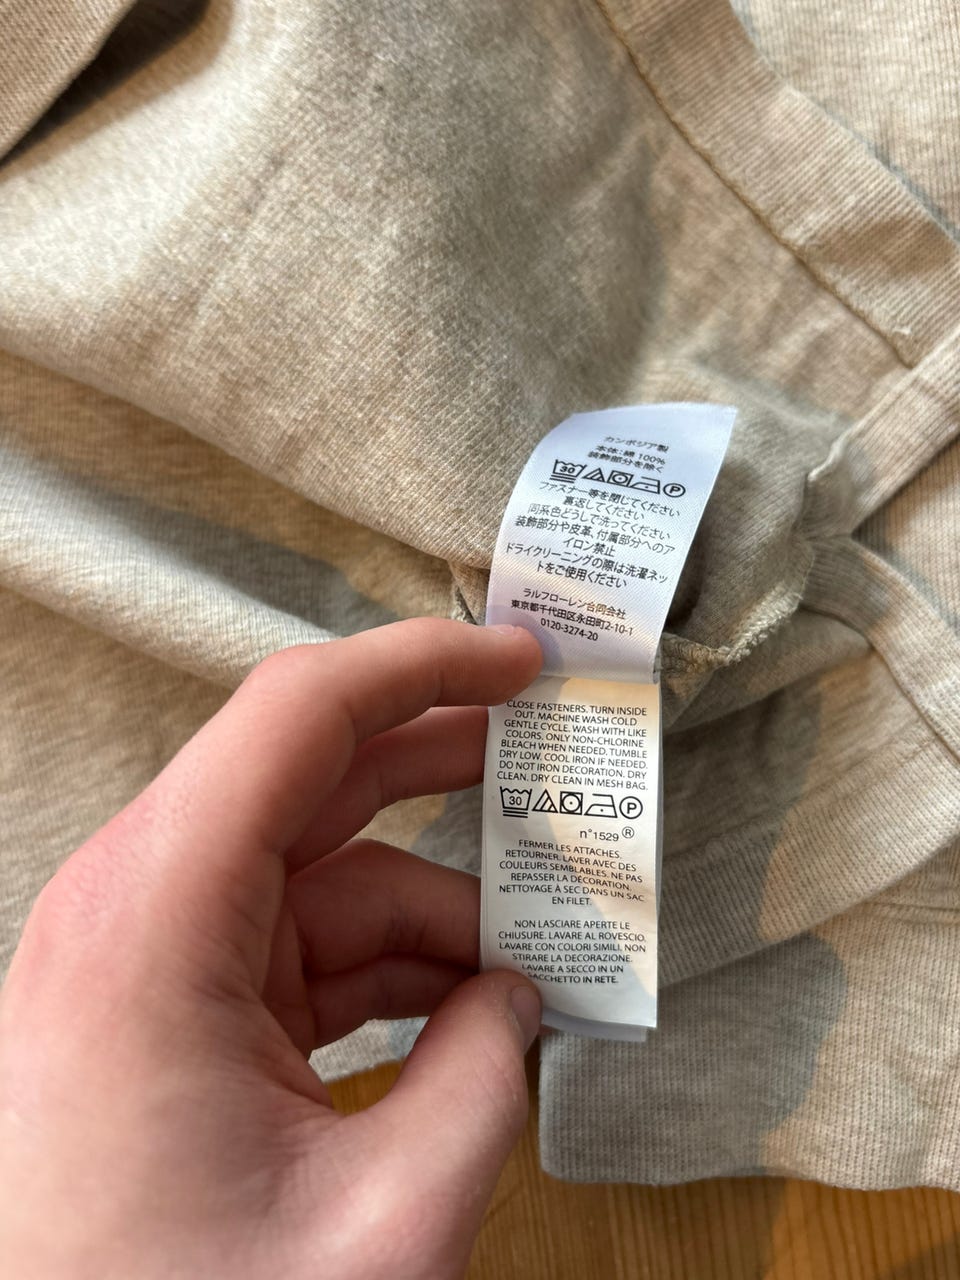 カンボジア製
本体:綿 100%
装飾部分を除く
30 P
ファスナー等を閉じてください
裏返してください
同系色どうしで洗ってください
装飾部分や皮革、付属部分へのア
イロン禁止
ドライクリーニングの際は洗濯ネッ
トをご使用ください
ラルフローレン合同会社
東京都千代田区永田町2-10-1
0120-3274-20
CLOSE FASTENERS. TURN INSIDE
OUT. MACHINE WASH COLD
GENTLE CYCLE. WASH WITH LIKE
COLORS. ONLY NON-CHLORINE
BLEACH WHEN NEEDED. TUMBLE
DRY LOW. COOL IRON IF NEEDED.
DO NOT IRON DECORATION. DRY
CLEAN. DRY CLEAN IN MESH BAG.
30 P
n°1529 ®
FERMER LES ATTACHES.
RETOURNER. LAVER AVEC DES
COULEURS SEMBLABLES. NE PAS
REPASSER LA DÉCORATION.
NETTOYAGE À SEC DANS UN SAC
EN FILET.
NON LASCIARE APERTE LE
CHIUSURE. LAVARE AL ROVESCIO.
LAVARE CON COLORI SIMILI. NON
STIRARE LA DECORAZIONE.
LAVARE A SECCO IN UN
SACCHETTO IN RETE.